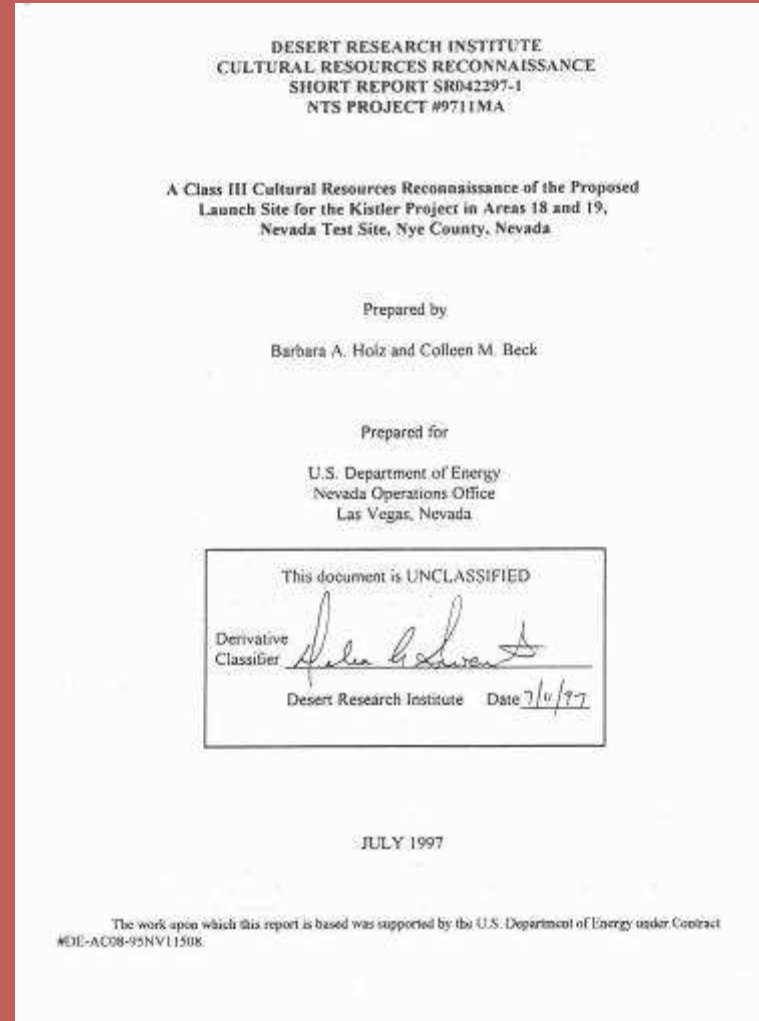 DESERT RESEARCH INSTITUTE
CULTURAL RESOURCES RECONNAISSANCE
SHORT REPORT SR042297-1
NTS PROJECT #9711MA
A Class III Cultural Resources Reconnaissance of the Proposed
Launch Site for the Kistler Project in Areas 18 and 19,
Nevada Test Site, Nye County, Nevada
Prepared by
Barbara A. Holz and Colleen M. Beck
Prepared for
U.S. Department of Energy
Nevada Operations Office
Las Vegas, Nevada
This document is UNCLASSIFIED
Derivative
Classifier
Desert Research Institute Date 7/11/97
JULY 1997
The work upon which this report is based was supported by the U.S. Department of Energy under Contract
#DE-AC08-95NV11508.